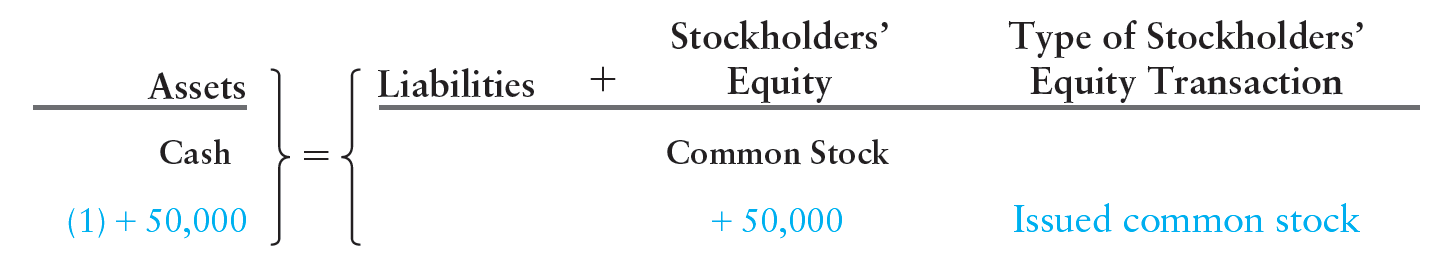 Stockholders’ Type of Stockholders’
Assets = Liabilities + Equity Equity Transaction
Cash Common Stock
(1) + 50,000 + 50,000 Issued common stock